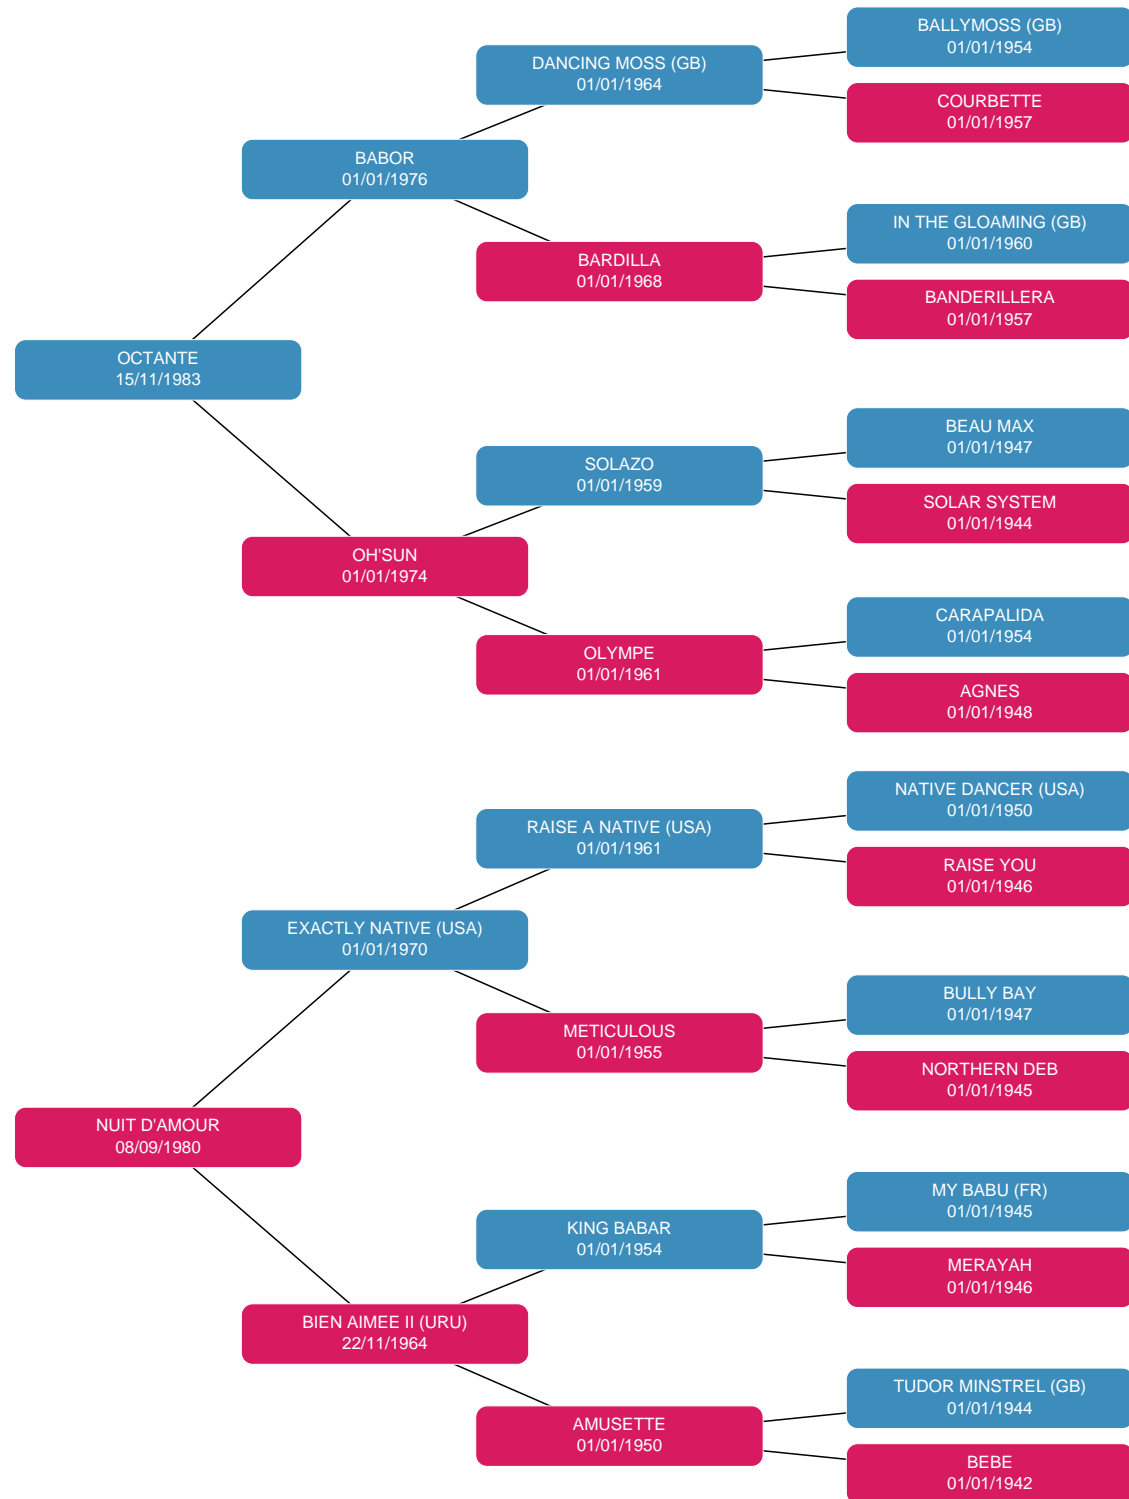 BALLYMOSS (GB)
01/01/1954
DANCING MOSS (GB)
01/01/1964
COURBETTE
01/01/1957
BABOR
01/01/1976
IN THE GLOAMING (GB)
01/01/1960
BARDILLA
01/01/1968
BANDERILLERA
01/01/1957
OCTANTE
15/11/1983
BEAU MAX
01/01/1947
SOLAZO
01/01/1959
SOLAR SYSTEM
01/01/1944
OH'SUN
01/01/1974
CARAPALIDA
01/01/1954
OLYMPE
01/01/1961
AGNES
01/01/1948
NATIVE DANCER (USA)
01/01/1950
RAISE A NATIVE (USA)
01/01/1961
RAISE YOU
01/01/1946
EXACTLY NATIVE (USA)
01/01/1970
BULLY BAY
01/01/1947
METICULOUS
01/01/1955
NORTHERN DEB
01/01/1945
NUIT D'AMOUR
08/09/1980
MY BABU (FR)
01/01/1945
KING BABAR
01/01/1954
MERAYAH
01/01/1946
BIEN AIMEE II (URU)
22/11/1964
TUDOR MINSTREL (GB)
01/01/1944
AMUSETTE
01/01/1950
BEBE
01/01/1942